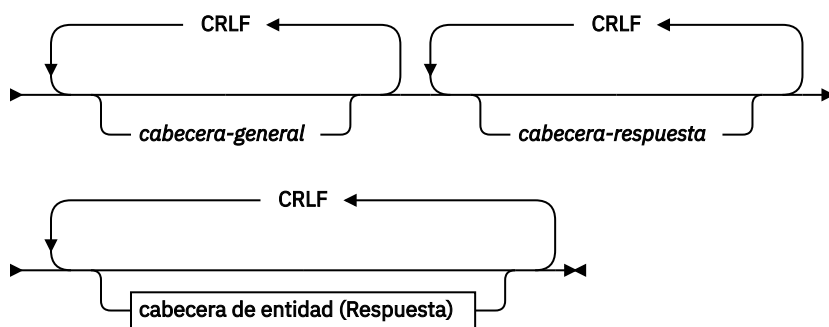 CRLF CRLF
cabecera-general cabecera-respuesta
CRLF
cabecera de entidad (Respuesta)